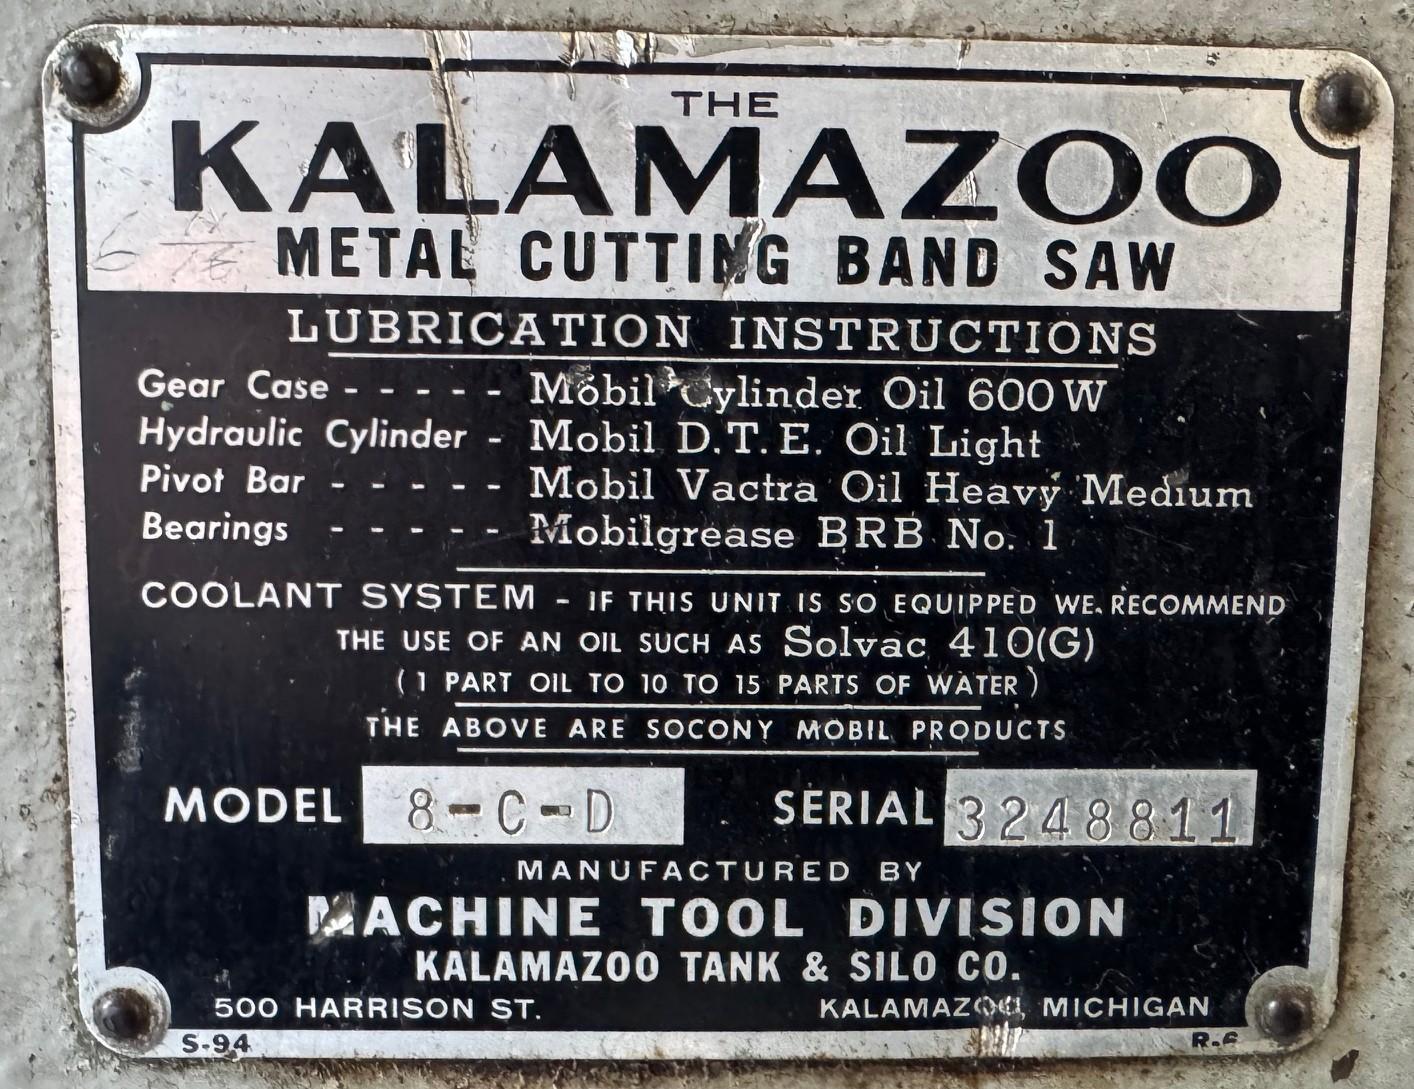 THE
KALAMAZOO
METAL CUTTING BAND SAW
LUBRICATION INSTRUCTIONS
Gear Case - - - - - Mobil Cylinder Oil 600W
Hydraulic Cylinder - Mobil D.T.E. Oil Light
Pivot Bar - - - - - Mobil Vactra Oil Heavy Medium
Bearings - - - - - Mobilgrease BRB No. 1
COOLANT SYSTEM - IF THIS UNIT IS SO EQUIPPED WE RECOMMEND
THE USE OF AN OIL SUCH AS Solvac 410(G)
(1 PART OIL TO 10 TO 15 PARTS OF WATER)
THE ABOVE ARE SOCONY MOBIL PRODUCTS
MODEL 8-C-D SERIAL 3248811
MANUFACTURED BY
MACHINE TOOL DIVISION
KALAMAZOO TANK & SILO CO.
500 HARRISON ST. KALAMAZOO, MICHIGAN
S-94